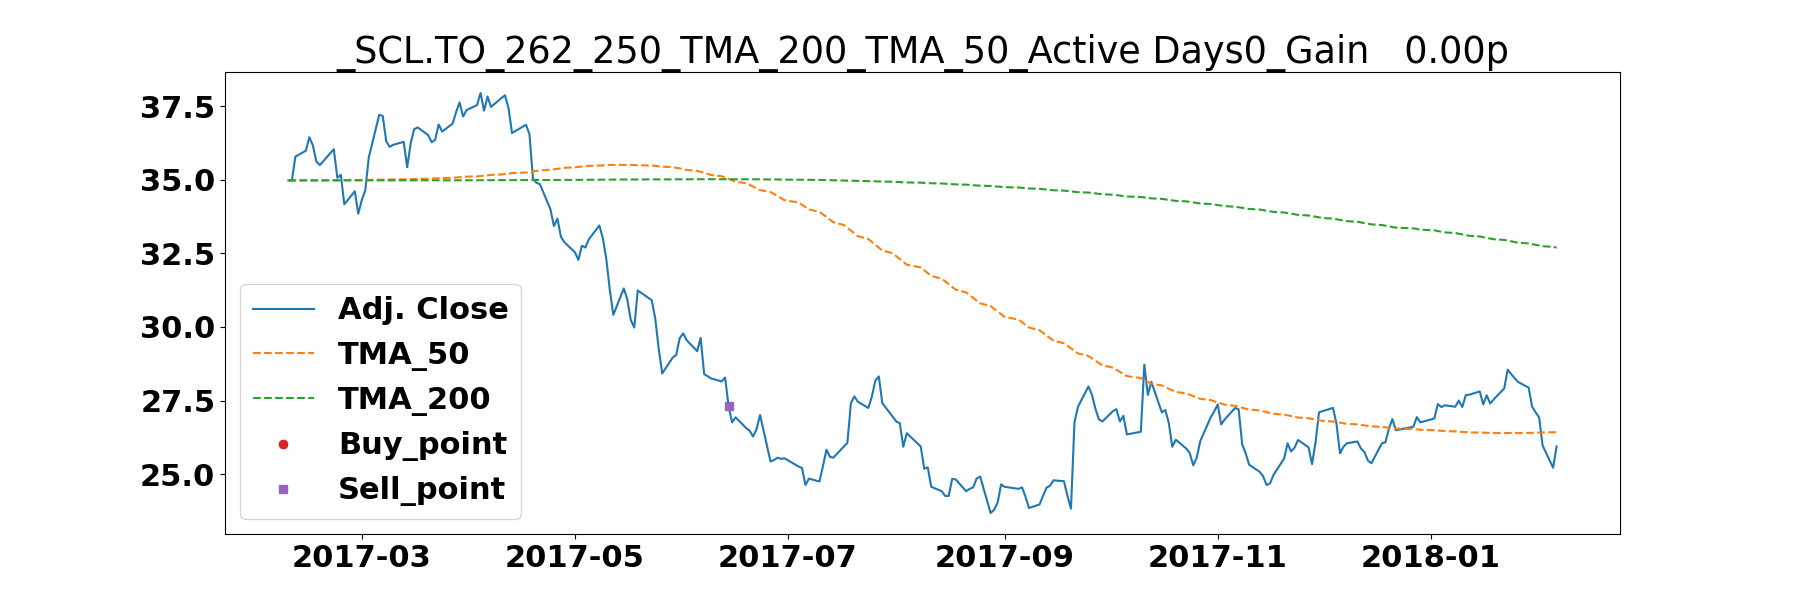 _SCL.TO_262_250_TMA_200_TMA_50_Active Days0_Gain   0.00p
37.5
35.0
32.5
30.0
27.5
25.0
Adj. Close
TMA_50
TMA_200
Buy_point
Sell_point
2017-03 2017-05 2017-07 2017-09 2017-11 2018-01